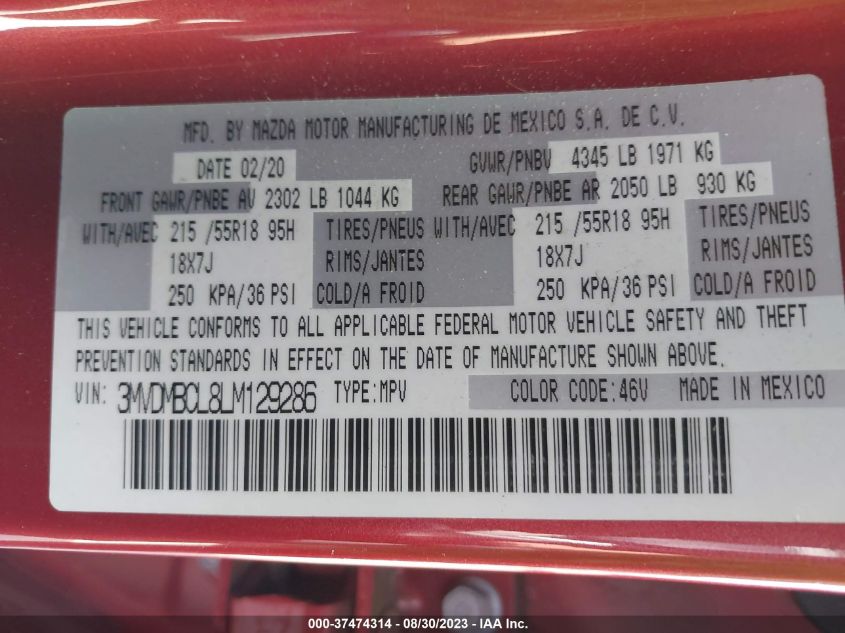 MFD. BY MAZDA MOTOR MANUFACTURING DE MEXICO S.A. DE C.V.
DATE 02/20 GVWR/PNBV 4345 LB 1971 KG
FRONT GAWR/PNBE AV 2302 LB 1044 KG REAR GAWR/PNBE AR 2050 LB 930 KG
WITH/AVEC 215 /55R18 95H TIRES/PNEUS WITH/AVEC 215 /55R18 95H TIRES/PNEUS
18X7J RIMS/JANTES 18X7J RIMS/JANTES
250 KPA/36 PSI COLD/A FROID 250 KPA/36 PSI COLD/A FROID
THIS VEHICLE CONFORMS TO ALL APPLICABLE FEDERAL MOTOR VEHICLE SAFETY AND THEFT
PREVENTION STANDARDS IN EFFECT ON THE DATE OF MANUFACTURE SHOWN ABOVE.
VIN: 3MVDMBCL8LM129286 TYPE:MPV COLOR CODE:46V MADE IN MEXICO
000-37474314 - 08/30/2023 - IAA Inc.